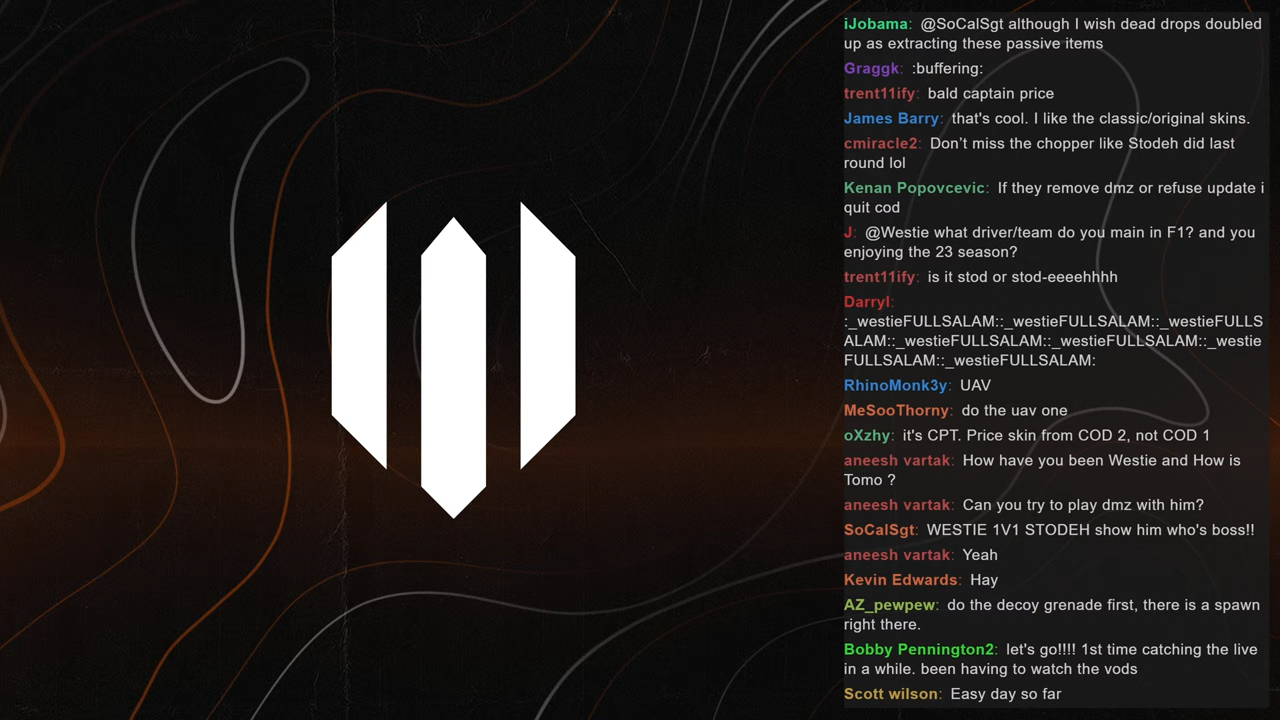 iJobama: @SoCalSgt although I wish dead drops doubled
up as extracting these passive items
Graggk: :buffering:
trent11ify: bald captain price
James Barry: that's cool. I like the classic/original skins.
cmiracle2: Don’t miss the chopper like Stodeh did last
round lol
Kenan Popovcevic: If they remove dmz or refuse update i
quit cod
J: @Westie what driver/team do you main in F1? and you
enjoying the 23 season?
trent11ify: is it stod or stod-eeeehhhh
Darryl:
:_westieFULLSALAM::_westieFULLSALAM::_westieFULLS
ALAM::_westieFULLSALAM::_westieFULLSALAM::_westie
FULLSALAM::_westieFULLSALAM:
RhinoMonk3y: UAV
MeSooThorny: do the uav one
oXzhy: it's CPT. Price skin from COD 2, not COD 1
aneesh vartak: How have you been Westie and How is
Tomo ?
aneesh vartak: Can you try to play dmz with him?
SoCalSgt: WESTIE 1V1 STODEH show him who's boss!!
aneesh vartak: Yeah
Kevin Edwards: Hay
AZ_pewpew: do the decoy grenade first, there is a spawn
right there.
Bobby Pennington2: let's go!!!! 1st time catching the live
in a while. been having to watch the vods
Scott wilson: Easy day so far